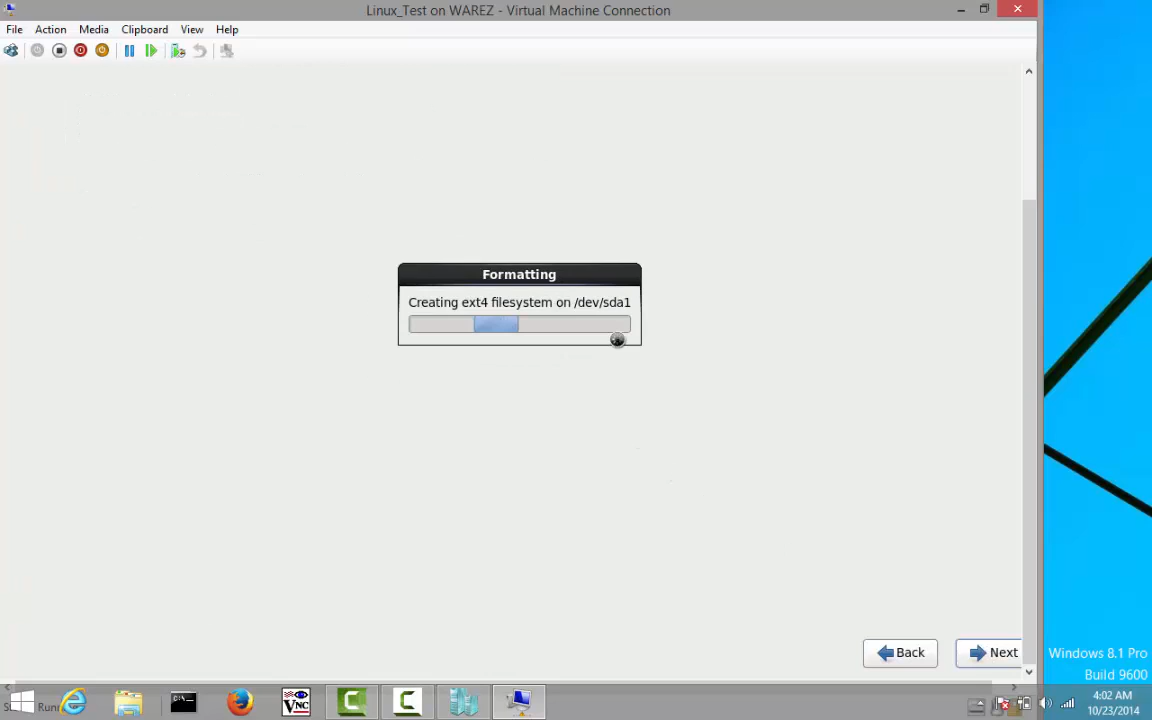 Linux_Test on WAREZ - Virtual Machine Connection
File Action Media Clipboard View Help
Formatting
Creating ext4 filesystem on /dev/sda1
Back
Next
Windows 8.1 Pro
Build 9600
VNC
4:02 AM
10/23/2014